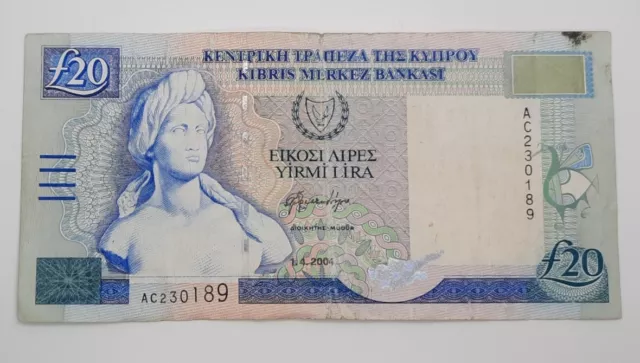 £20
ΚΕΝΤΡΙΚΗ ΤΡΑΠΕΖΑ ΤΗΣ ΚΥΠΡΟΥ
KIBRIS MERKEZ BANKASI
AC230189
ΕΙΚΟΣΙ ΛΙΡΕΣ
YİRMİ LİRA
ΔΙΟΙΚΗΤΗΣ
1.4.2004
£20
AC230189